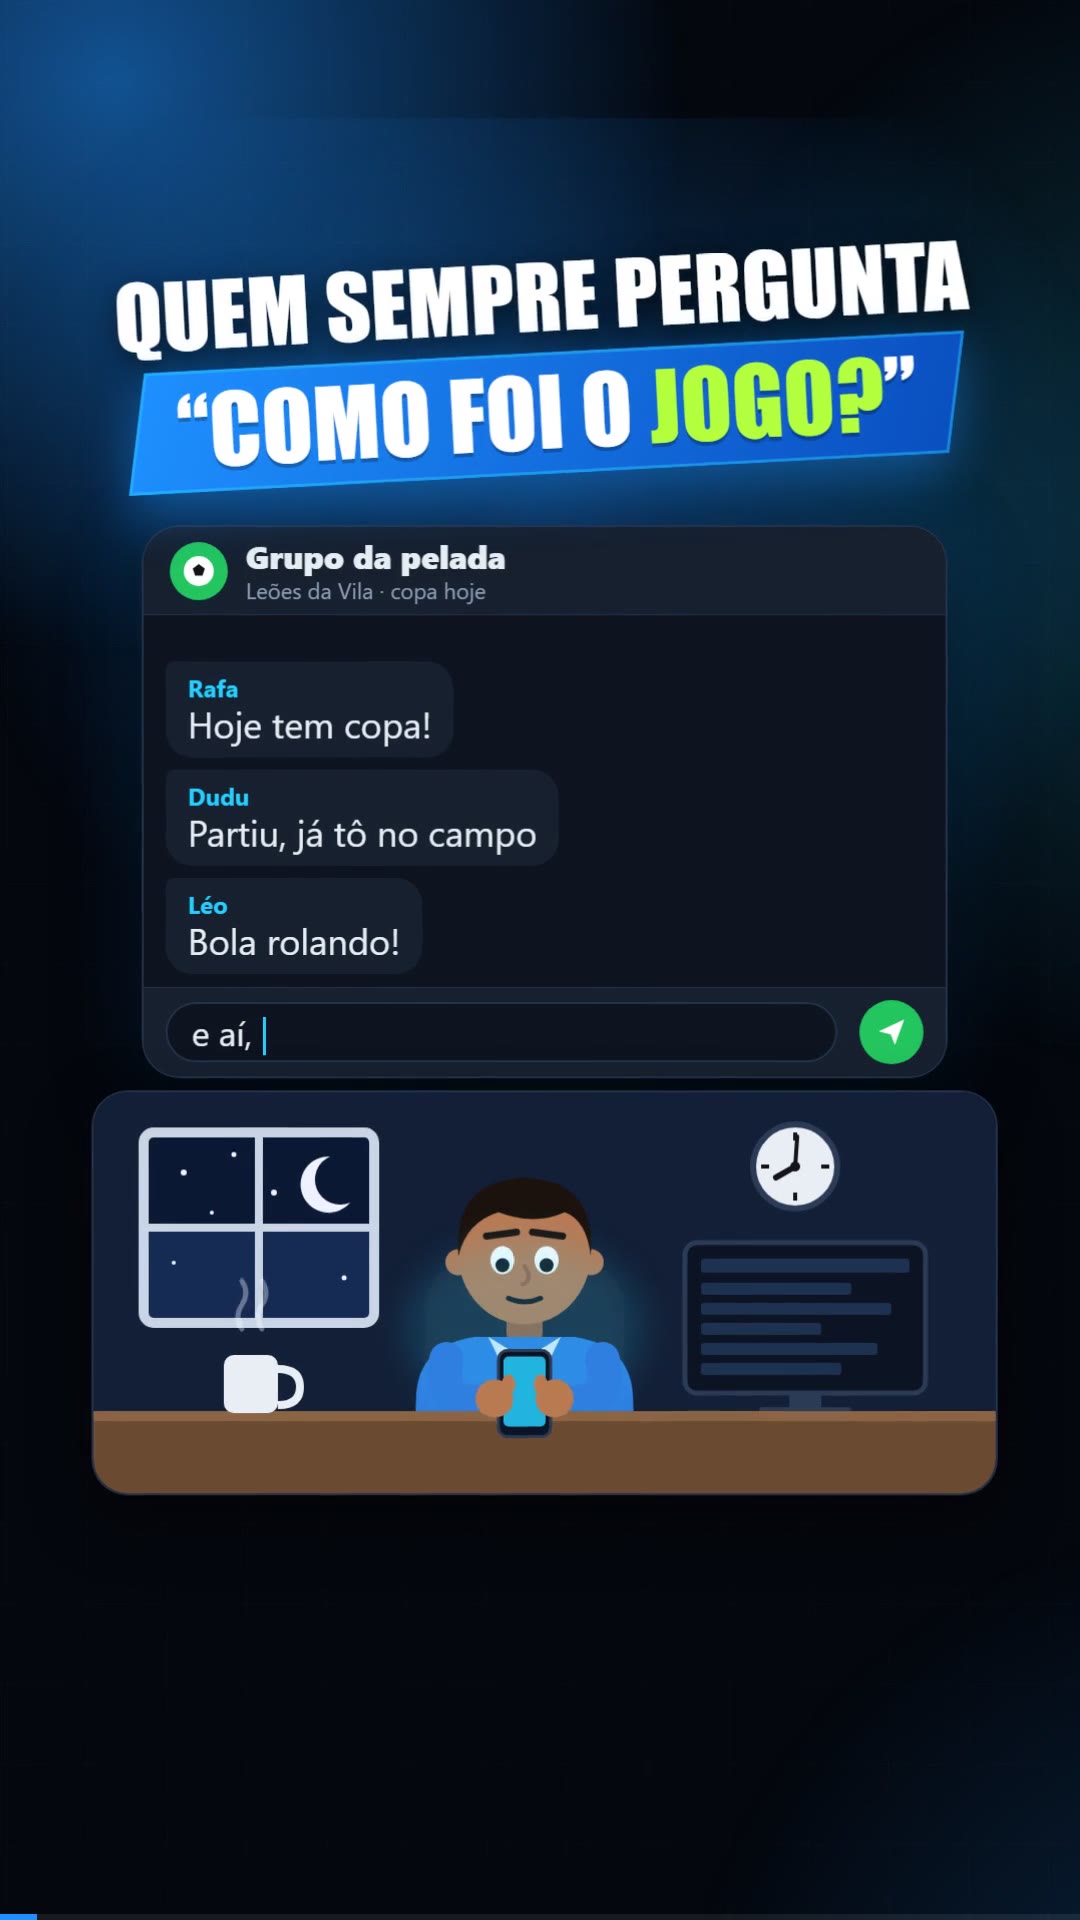 QUEM SEMPRE PERGUNTA
“COMO FOI O JOGO?”
Grupo da pelada
Leões da Vila · copa hoje
Rafa
Hoje tem copa!
Dudu
Partiu, já tô no campo
Léo
Bola rolando!
e aí,